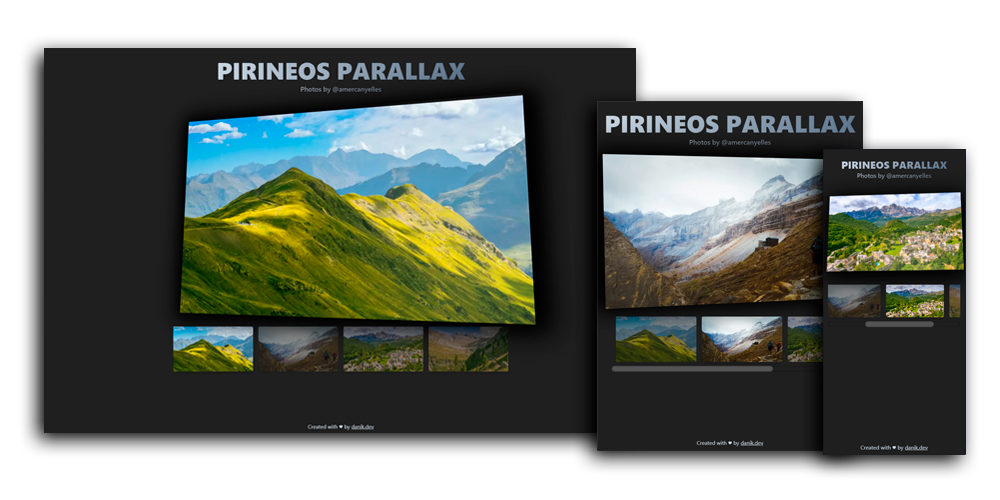 PIRINEOS PARALLAX
Photos by @amercanyelles
Created with ♥ by danik.dev
PIRINEOS PARALLAX
Photos by @amercanyelles
Created with ♥ by danik.dev
PIRINEOS PARALLAX
Photos by @amercanyelles
Created with ♥ by danik.dev